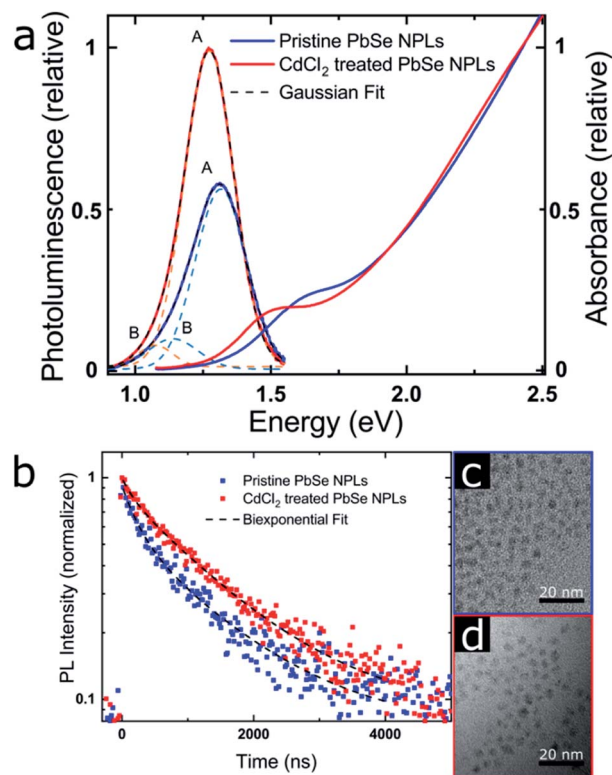 a
A
A
B
B
Pristine PbSe NPLs
CdCl₂ treated PbSe NPLs
Gaussian Fit
Photoluminescence (relative)
1
0.5
0
Absorbance (relative)
1
0.5
0
1.0
1.5
2.0
2.5
Energy (eV)
b
Pristine PbSe NPLs
CdCl₂ treated PbSe NPLs
Biexponential Fit
PL Intensity (normalized)
1
0.1
0
2000
4000
Time (ns)
c
20 nm
d
20 nm